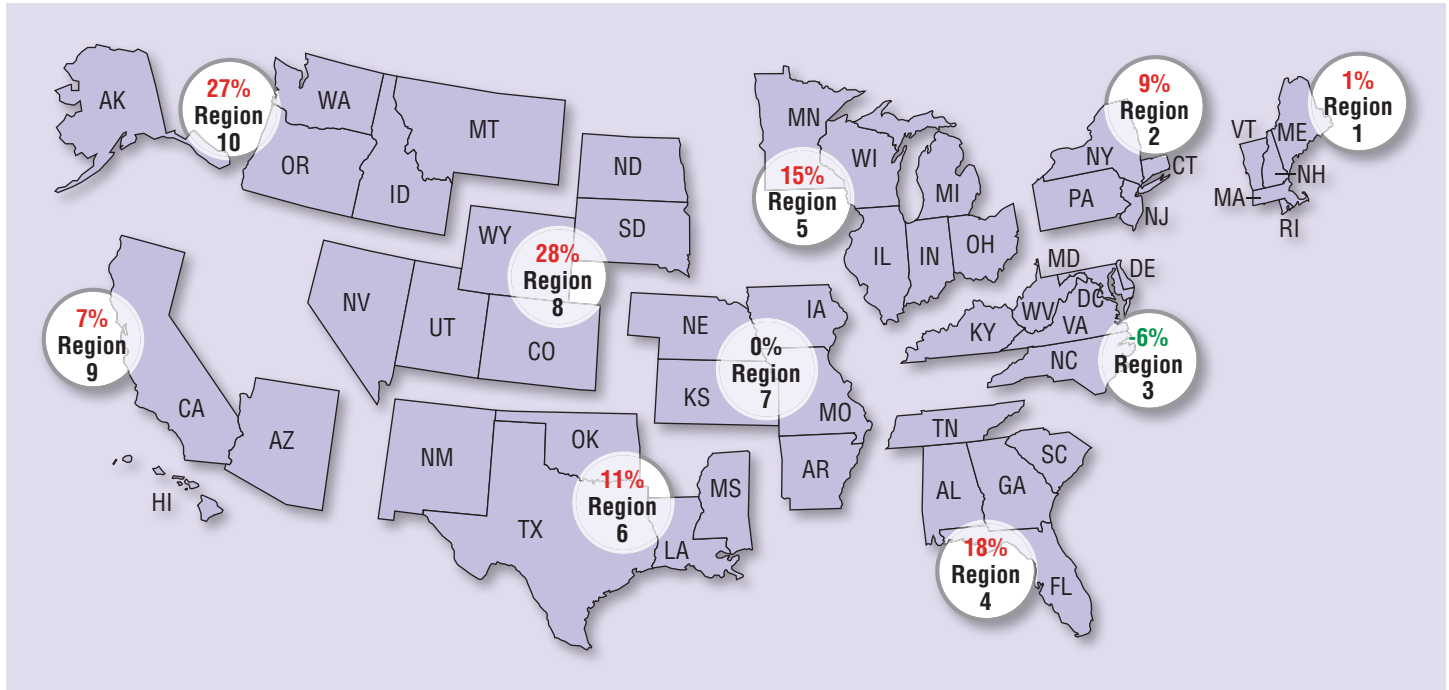 27%
Region
10
AK
WA
OR
ID
MT
ND
SD
WY
28%
Region
8
NV
UT
CO
7%
Region
9
CA
AZ
HI
NM
OK
TX
11%
Region
6
LA
MS
NE
IA
0%
Region
7
KS
MO
AR
MN
WI
MI
15%
Region
5
IL
IN
OH
9%
Region
2
NY
CT
PA
NJ
1%
Region
1
VT
ME
NH
MA
RI
MD
DE
WV
DC
KY
VA
NC
-6%
Region
3
TN
SC
AL
GA
18%
Region
4
FL